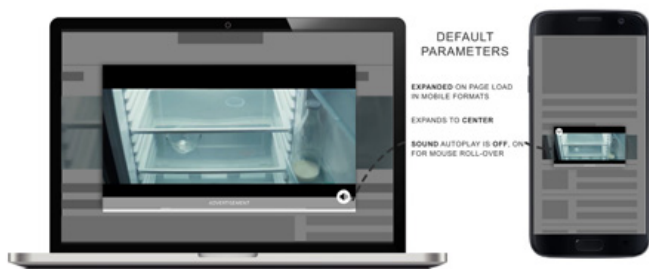 DEFAULT
PARAMETERS
EXPANDED ON PAGE LOAD
IN MOBILE FORMATS
EXPANDS TO CENTER
SOUND AUTOPLAY IS OFF, ON
FOR MOUSE ROLL-OVER
ADVERTISEMENT